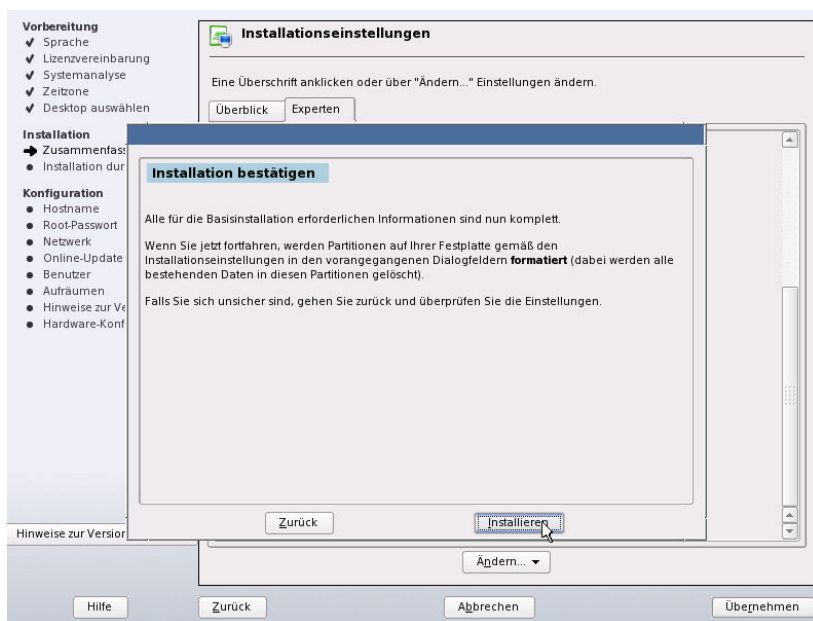 Vorbereitung
Sprache
Lizenzvereinbarung
Systemanalyse
Zeitzone
Desktop auswählen
Installation
Zusammenfass
Installation dur
Konfiguration
Hostname
Root-Passwort
Netzwerk
Online-Update
Benutzer
Aufräumen
Hinweise zur Ve
Hardware-Konf
Hinweise zur Version
Hilfe
Installationseinstellungen
Eine Überschrift anklicken oder über "Ändern..." Einstellungen ändern.
Überblick
Experten
Installation bestätigen
Alle für die Basisinstallation erforderlichen Informationen sind nun komplett.
Wenn Sie jetzt fortfahren, werden Partitionen auf Ihrer Festplatte gemäß den
Installationseinstellungen in den vorangegangenen Dialogfeldern formatiert (dabei werden alle
bestehenden Daten in diesen Partitionen gelöscht).
Falls Sie sich unsicher sind, gehen Sie zurück und überprüfen Sie die Einstellungen.
Zurück
Installieren
Ändern...
Zurück
Abbrechen
Übernehmen